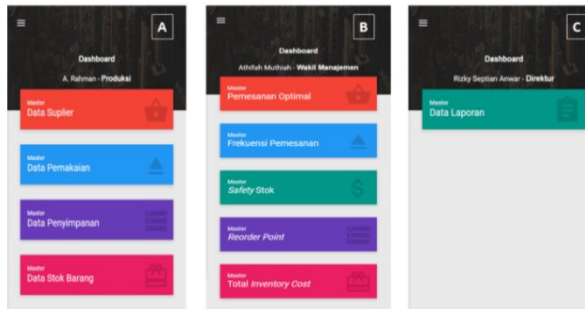 A
Dashboard
A. Rahman - Produksi
Master
Data Suplier
Master
Data Pemakaian
Master
Data Penyimpanan
Master
Data Stok Barang
B
Dashboard
Athifah Muthiah - Wakil Manajemen
Master
Pemesanan Optimal
Master
Frekuensi Pemesanan
Master
Safety Stok
Master
Reorder Point
Master
Total Inventory Cost
C
Dashboard
Rizky Septian Anwar - Direktur
Master
Data Laporan